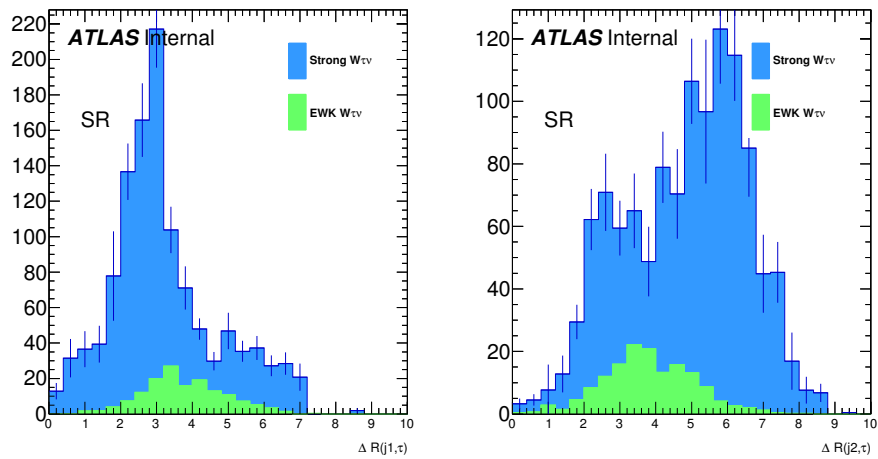 220
200
180
160
140
120
100
80
60
40
20
0
ATLAS Internal
SR
Strong Wτν
EWK Wτν
0 1 2 3 4 5 6 7 8 9 10
Δ R(j1,τ)
120
100
80
60
40
20
0
ATLAS Internal
SR
Strong Wτν
EWK Wτν
0 1 2 3 4 5 6 7 8 9 10
Δ R(j2,τ)